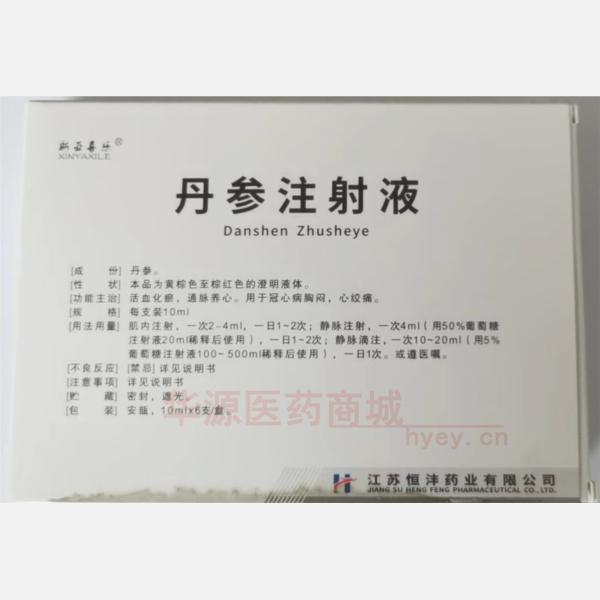 新亚喜乐®
XINYAXILE
丹参注射液
Danshen Zhusheye
[成 份] 丹参。
[性 状] 本品为黄棕色至棕红色的澄明液体。
[功能主治] 活血化瘀，通脉养心。用于冠心病胸闷，心绞痛。
[规 格] 每支装10ml
[用法用量] 肌内注射，一次2~4ml，一日1~2次；静脉注射，一次4ml（用50%葡萄糖
注射液20ml稀释后使用），一日1~2次；静脉滴注，一次10~20ml（用5%
葡萄糖注射液100~500ml稀释后使用），一日1次。或遵医嘱。
[不良反应] [禁忌] 详见说明书
[注意事项] 详见说明书
[贮 藏] 密封，遮光。
[包 装] 安瓿，10mlx6支/盒。
华源医药商城
hyey.cn
江苏恒沣药业有限公司
JIANG SU HENG FENG PHARMACEUTICAL CO.,LTD.